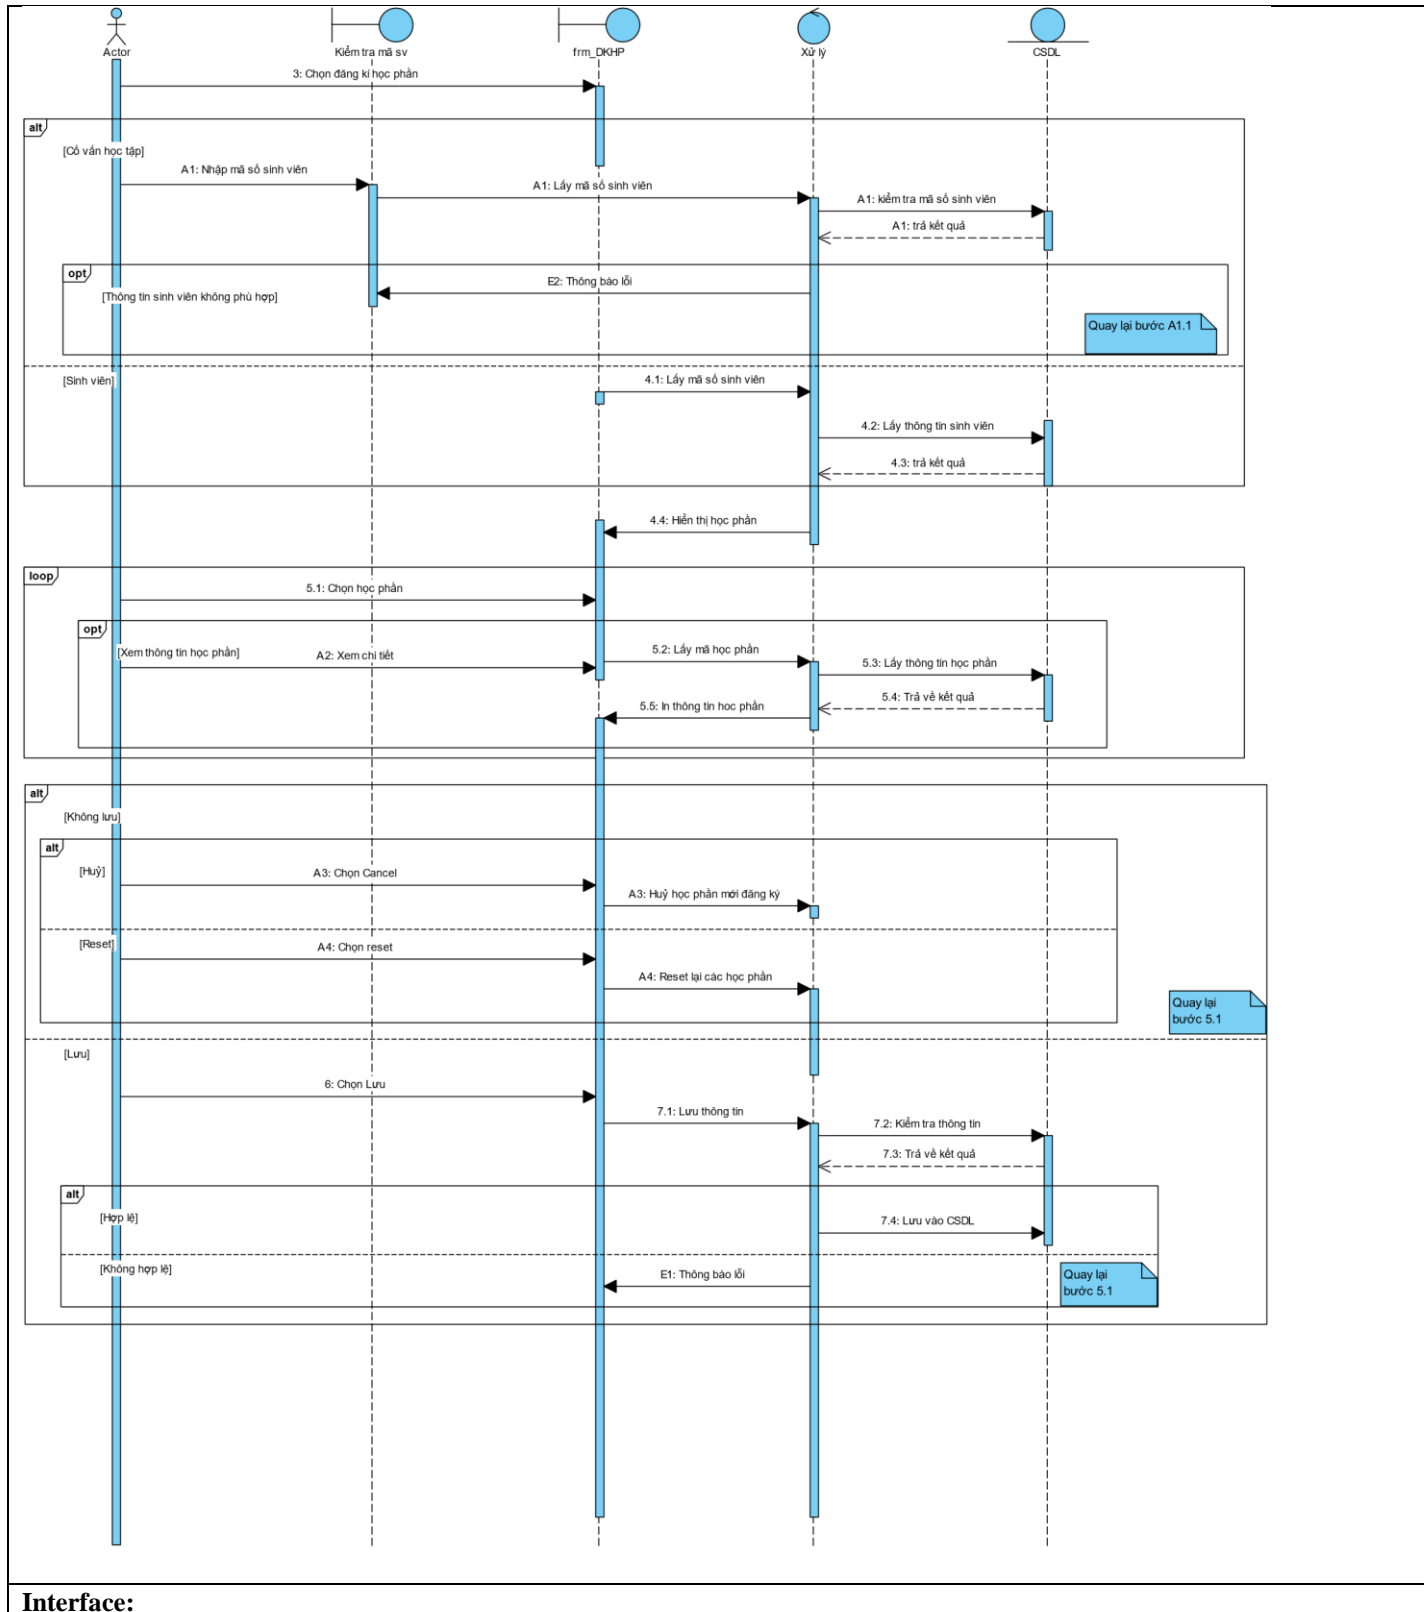 Actor
Kiểm tra mã sv
frm_DKHP
Xử lý
CSDL
3: Chọn đăng kí học phần
alt
[Cố vấn học tập]
A1: Nhập mã số sinh viên
A1: Lấy mã số sinh viên
A1: kiểm tra mã số sinh viên
A1: trả kết quả
opt
E2: Thông báo lỗi
[Thông tin sinh viên không phù hợp]
Quay lại bước A1.1
[Sinh viên]
4.1: Lấy mã số sinh viên
4.2: Lấy thông tin sinh viên
4.3: trả kết quả
4.4: Hiển thị học phần
loop
5.1: Chọn học phần
opt
[Xem thông tin học phần]
A2: Xem chi tiết
5.2: Lấy mã học phần
5.3: Lấy thông tin học phần
5.4: Trả về kết quả
5.5: In thông tin hoc phần
alt
[Không lưu]
alt
[Huỷ]
A3: Chọn Cancel
A3: Huỷ học phần mới đăng ký
[Reset]
A4: Chọn reset
A4: Reset lại các học phần
Quay lại
bước 5.1
[Lưu]
6: Chọn Lưu
7.1: Lưu thông tin
7.2: Kiểm tra thông tin
7.3: Trả về kết quả
alt
[Hợp lệ]
7.4: Lưu vào CSDL
[Không hợp lệ]
E1: Thông báo lỗi
Quay lại
bước 5.1
Interface: